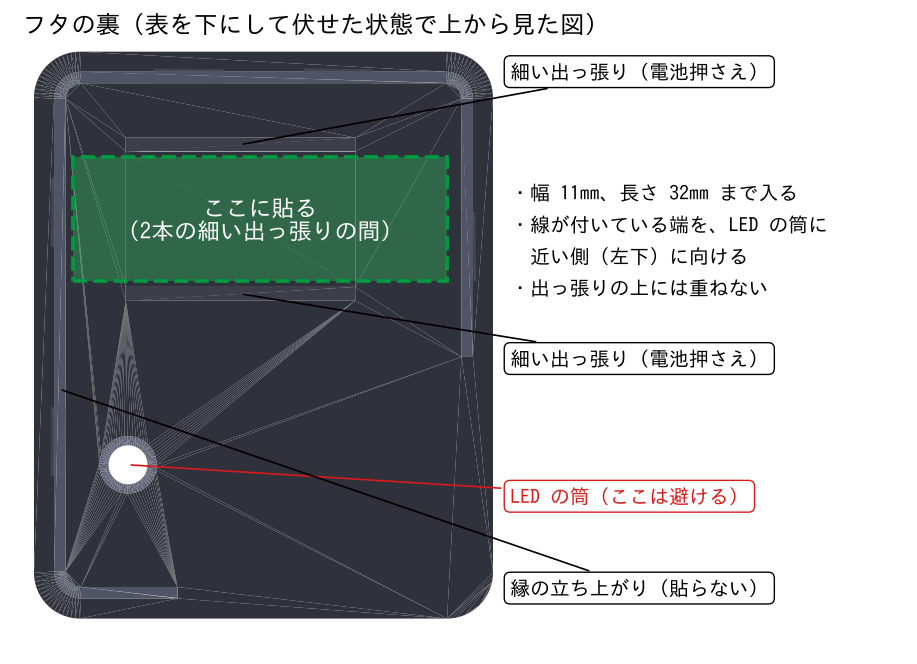 フタの裏（表を下にして伏せた状態で上から見た図）
細い出っ張り（電池押さえ）
ここに貼る
（2本の細い出っ張りの間）
・幅 11mm、長さ 32mm まで入る
・線が付いている端を、LED の筒に
近い側（左下）に向ける
・出っ張りの上には重ねない
細い出っ張り（電池押さえ）
LED の筒（ここは避ける）
縁の立ち上がり（貼らない）